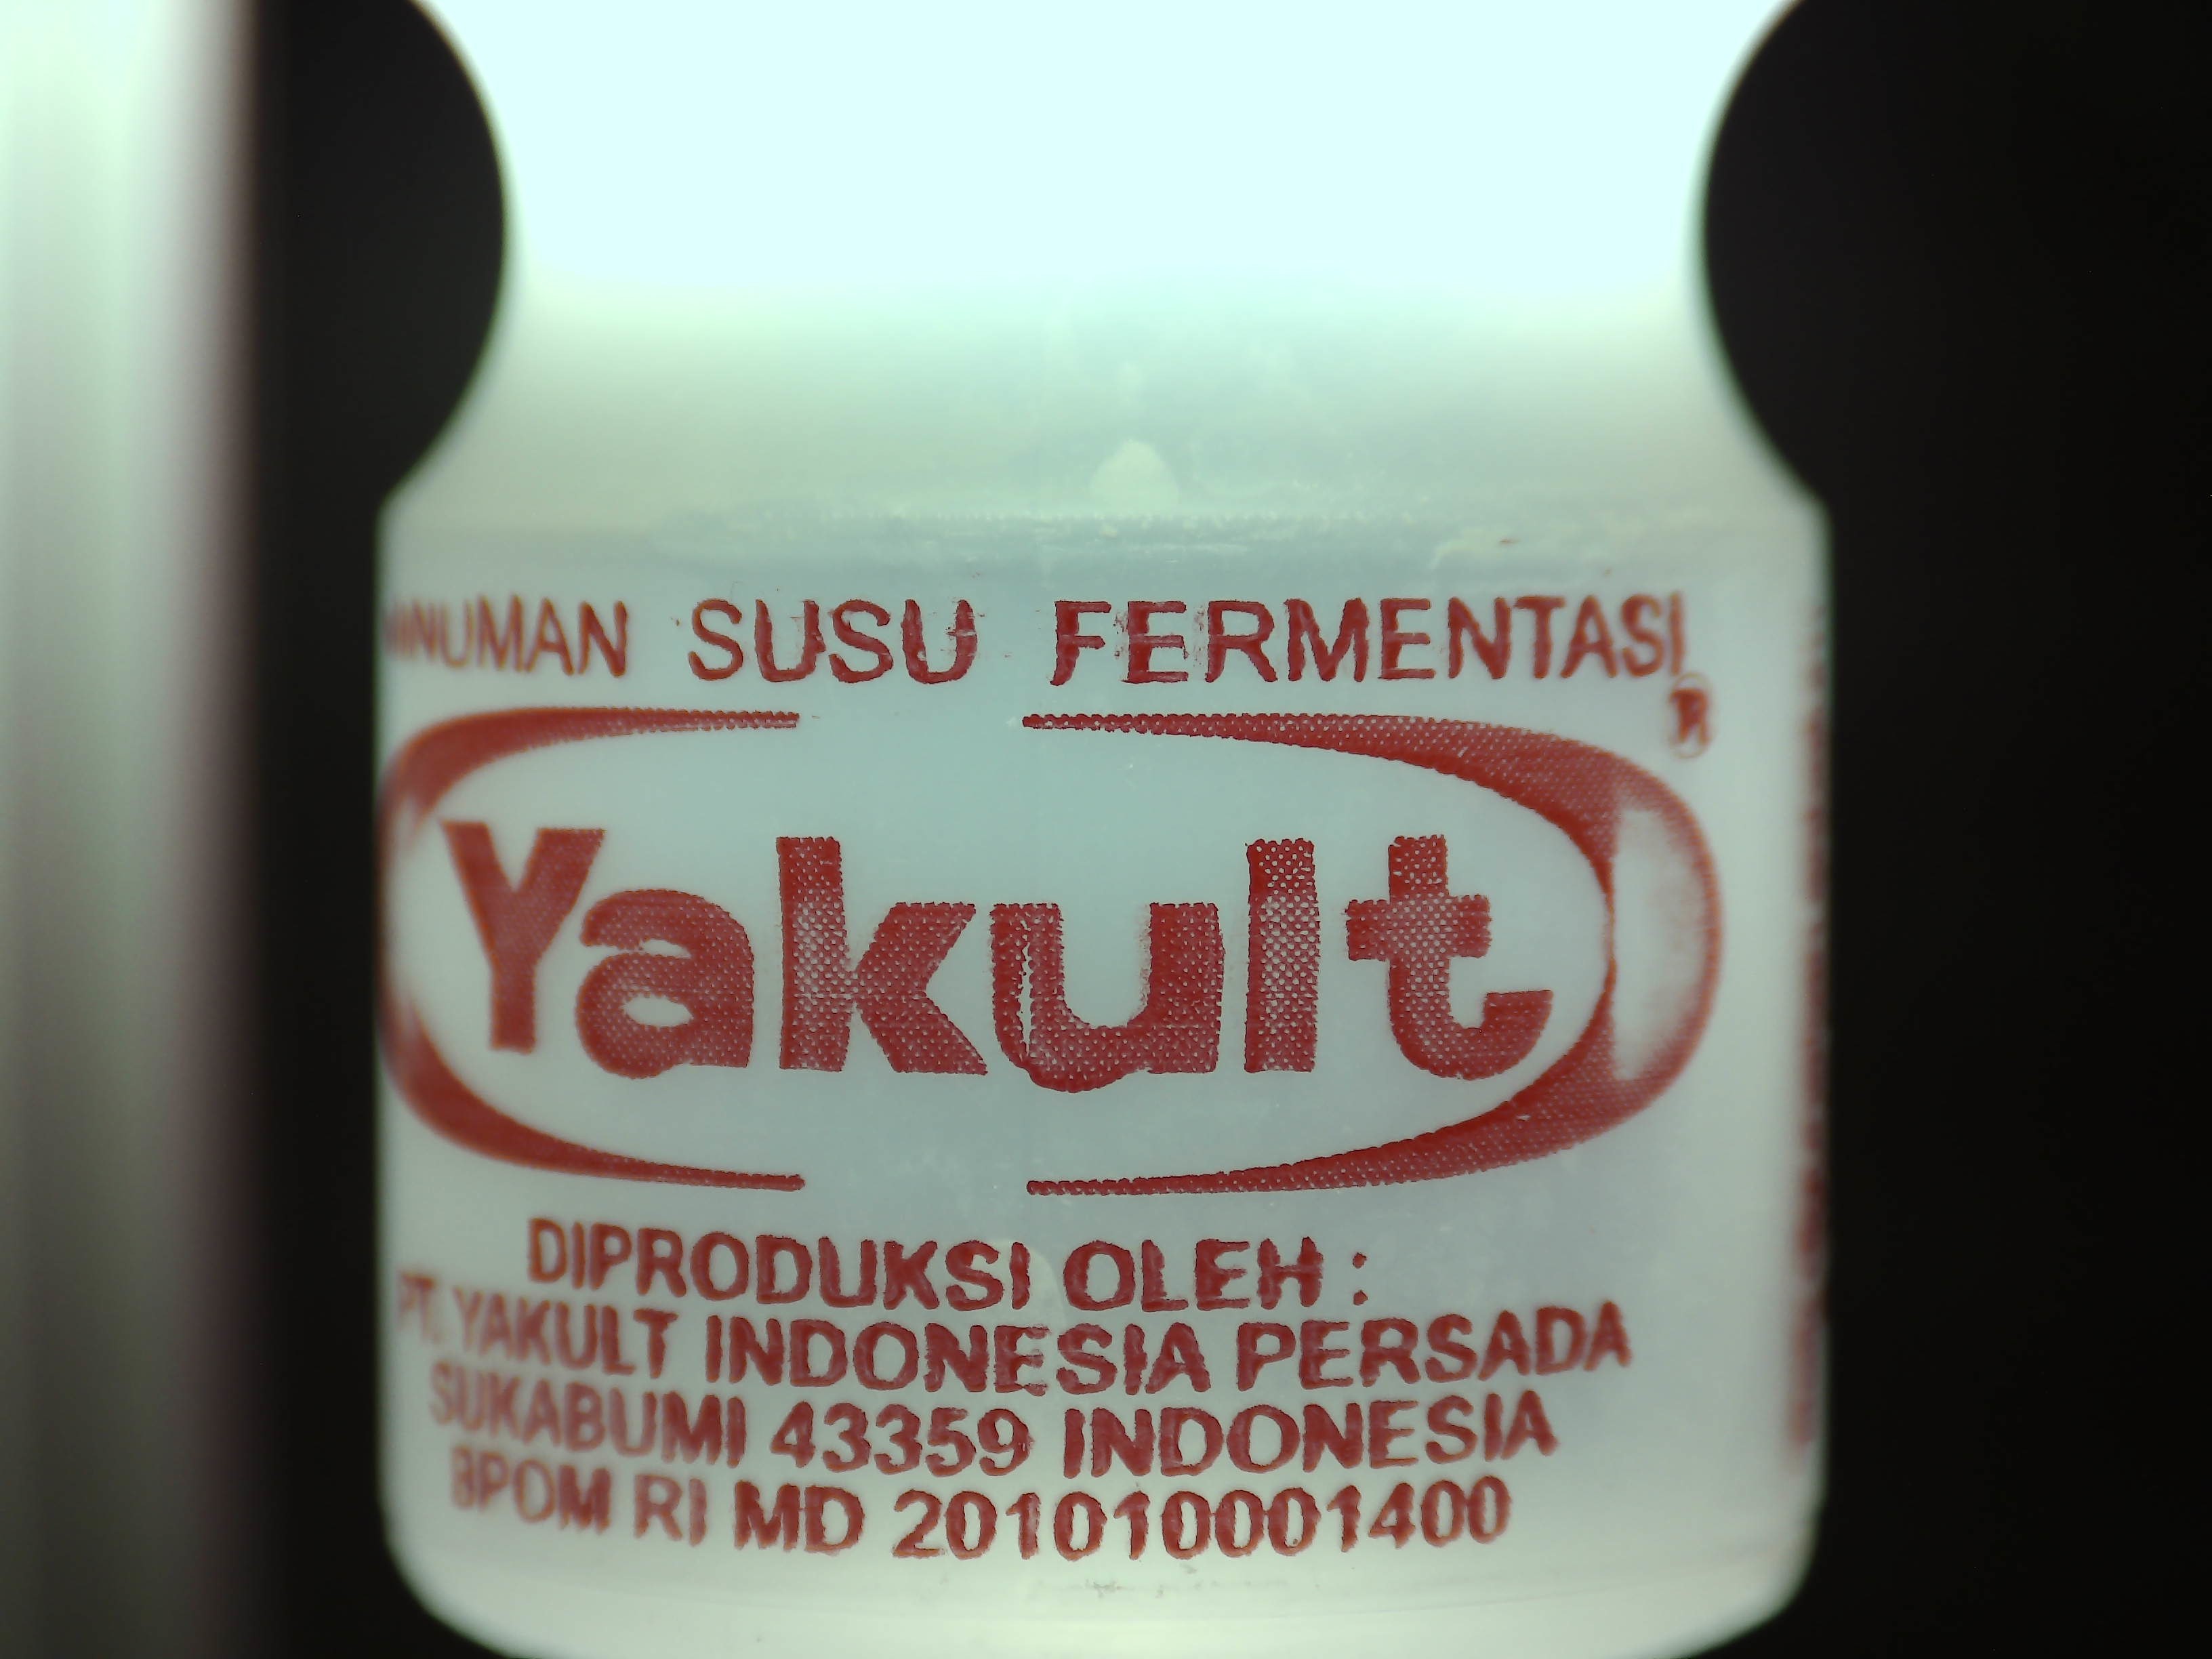 MINUMAN SUSU FERMENTASI
Yakult ®
DIPRODUKSI OLEH :
PT. YAKULT INDONESIA PERSADA
SUKABUMI 43359 INDONESIA
BPOM RI MD 201010001400